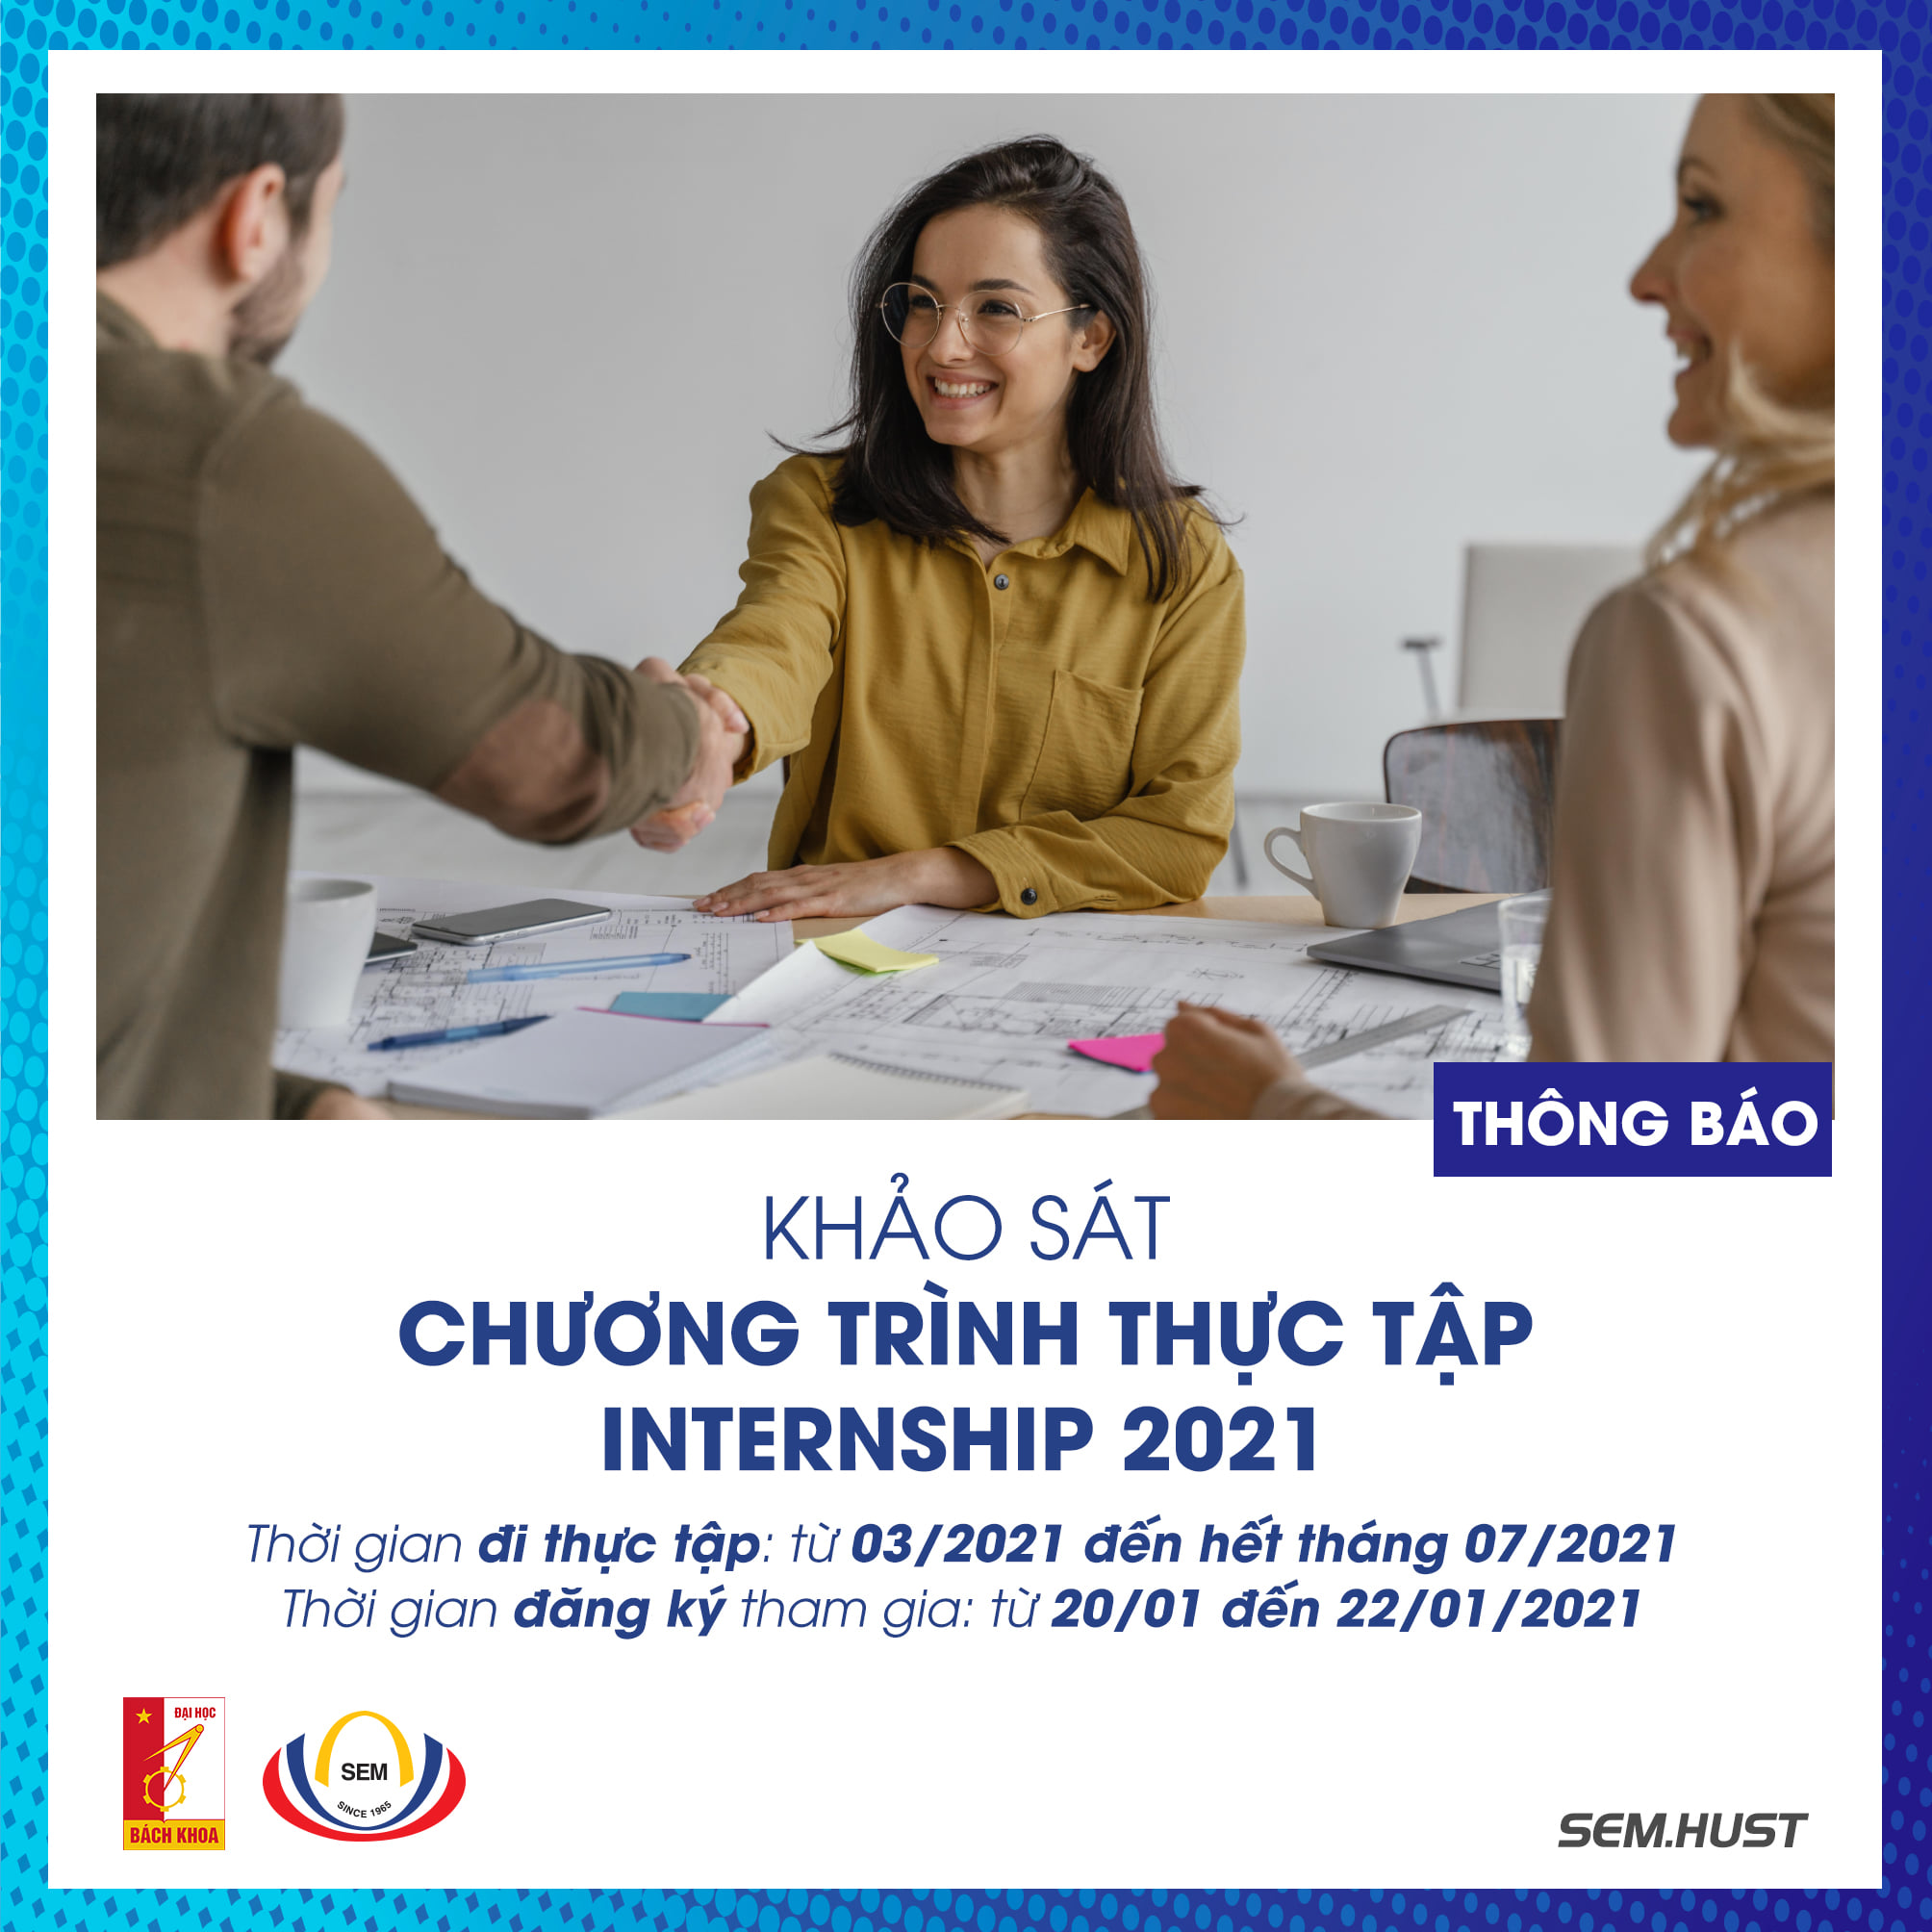 THÔNG BÁO
KHẢO SÁT
CHƯƠNG TRÌNH THỰC TẬP
INTERNSHIP 2021
Thời gian đi thực tập: từ 03/2021 đến hết tháng 07/2021
Thời gian đăng ký tham gia: từ 20/01 đến 22/01/2021
ĐẠI HỌC
BÁCH KHOA
SEM
SINCE 1965
SEM.HUST